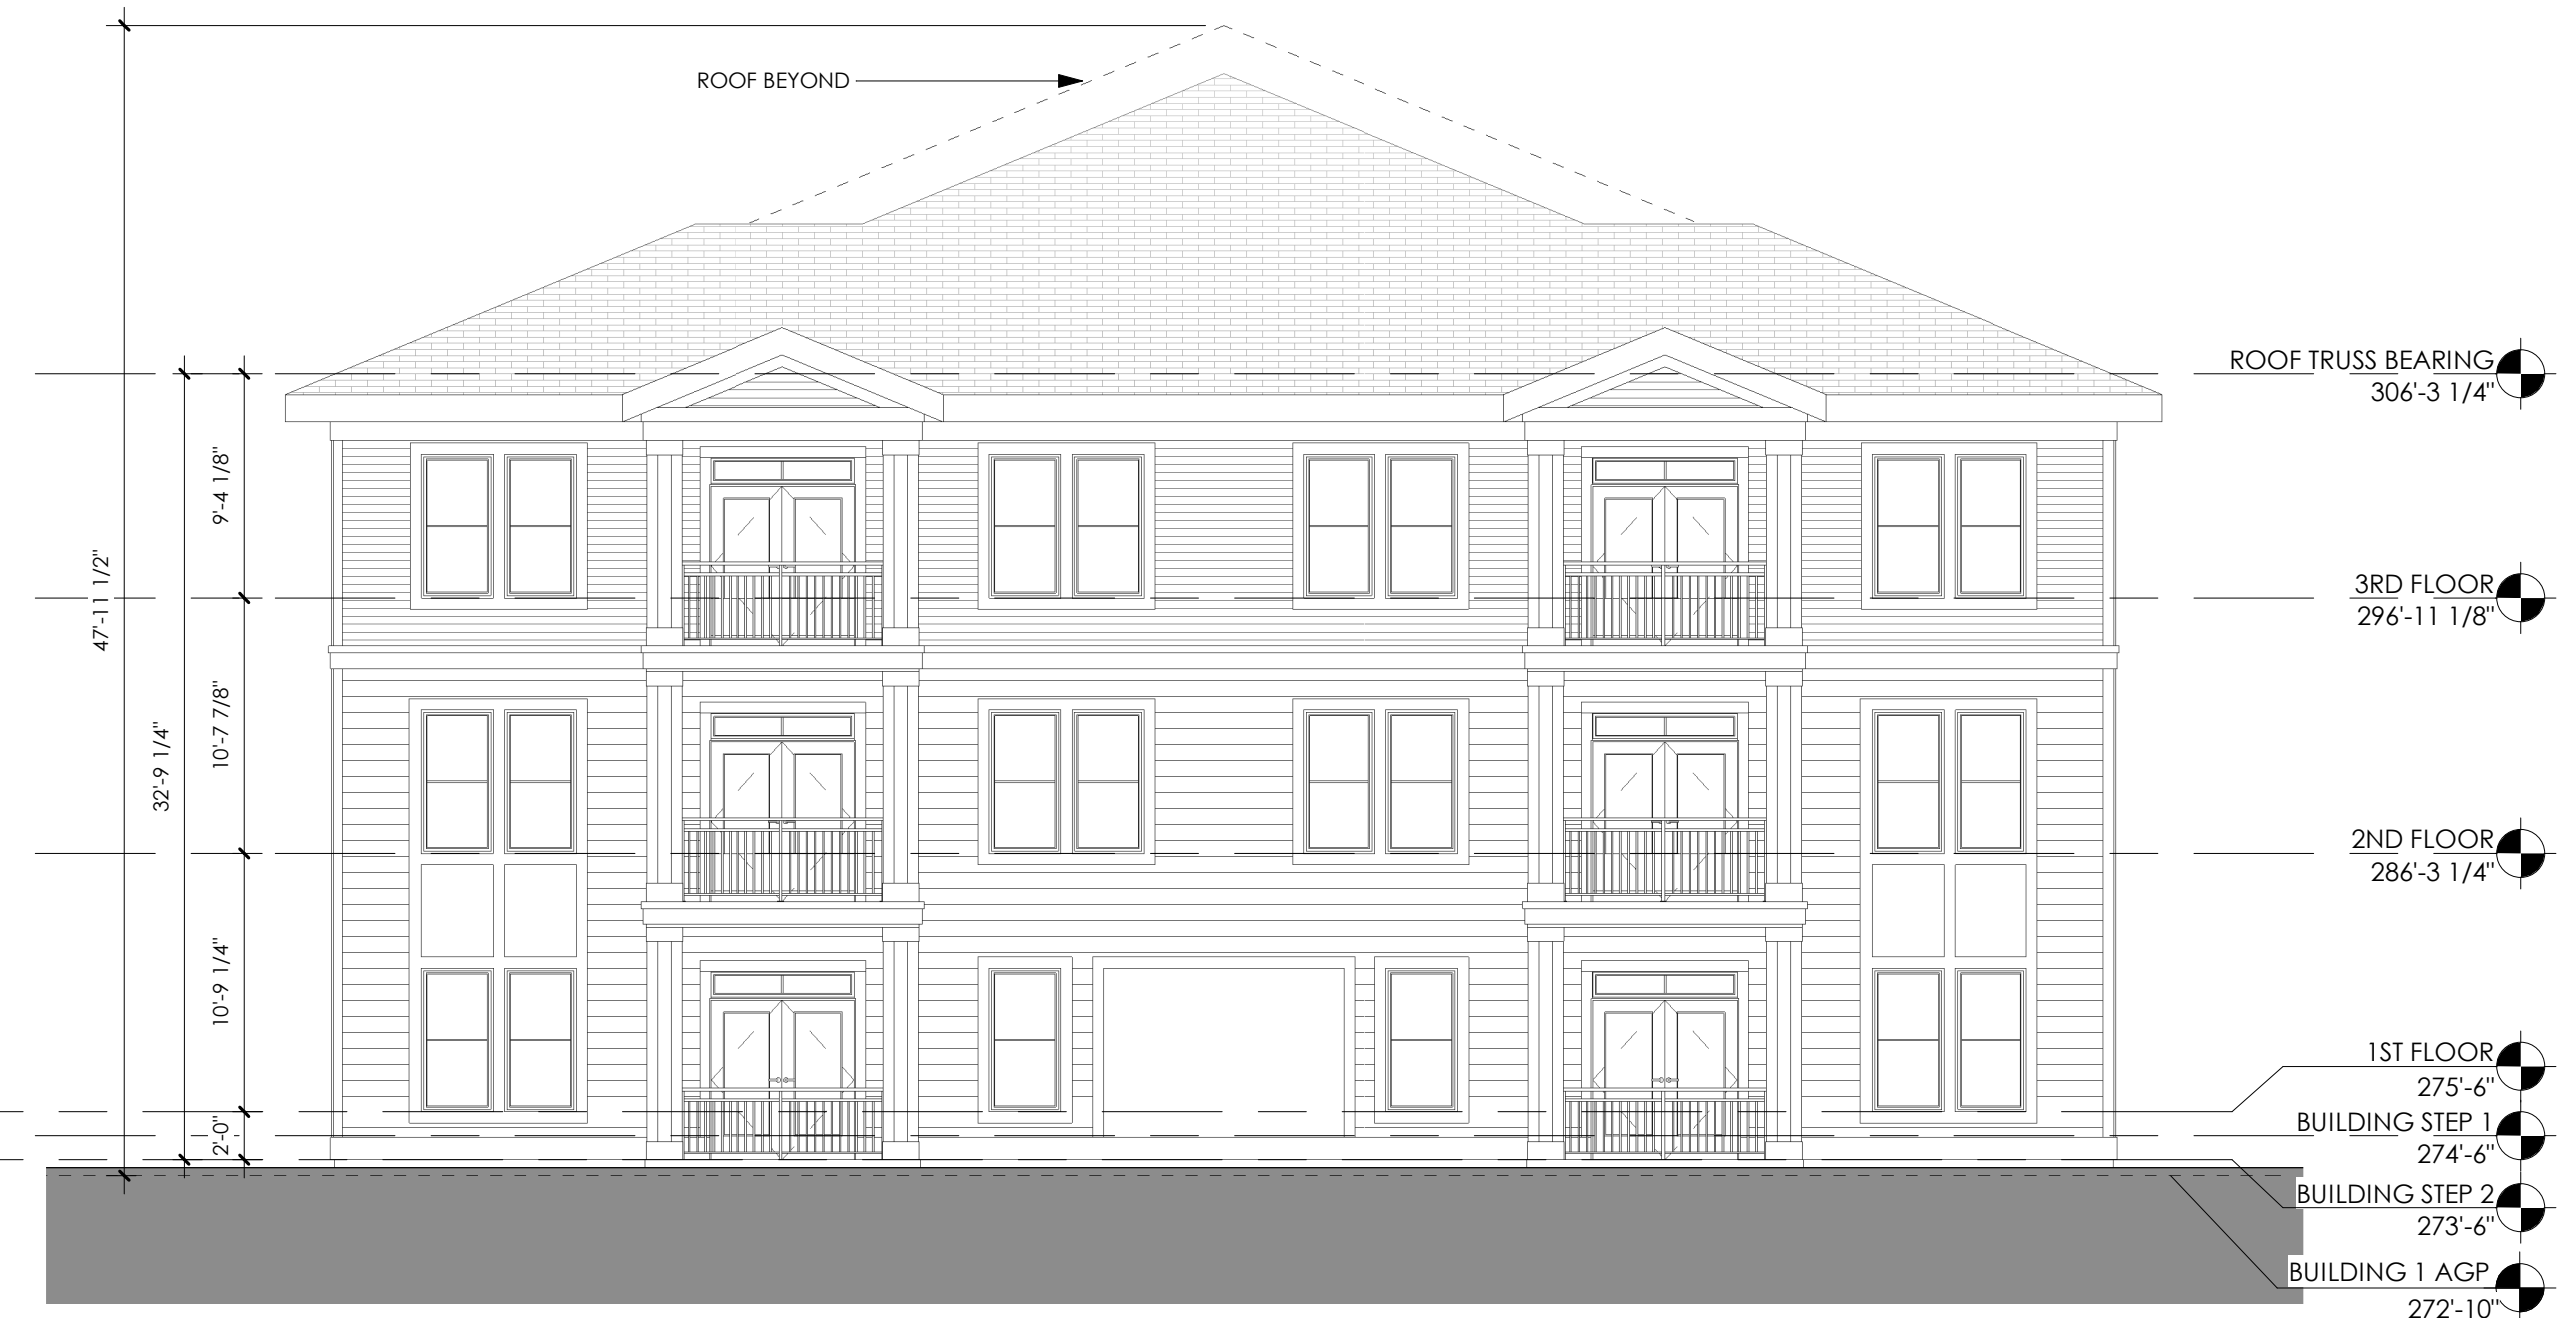 ROOF BEYOND
47'-11 1/2"
32'-9 1/4"
9'-4 1/8"
10'-7 7/8"
10'-9 1/4"
2'-0"
ROOF TRUSS BEARING
306'-3 1/4"
3RD FLOOR
296'-11 1/8"
2ND FLOOR
286'-3 1/4"
1ST FLOOR
275'-6"
BUILDING STEP 1
274'-6"
BUILDING STEP 2
273'-6"
BUILDING 1 AGP
272'-10"